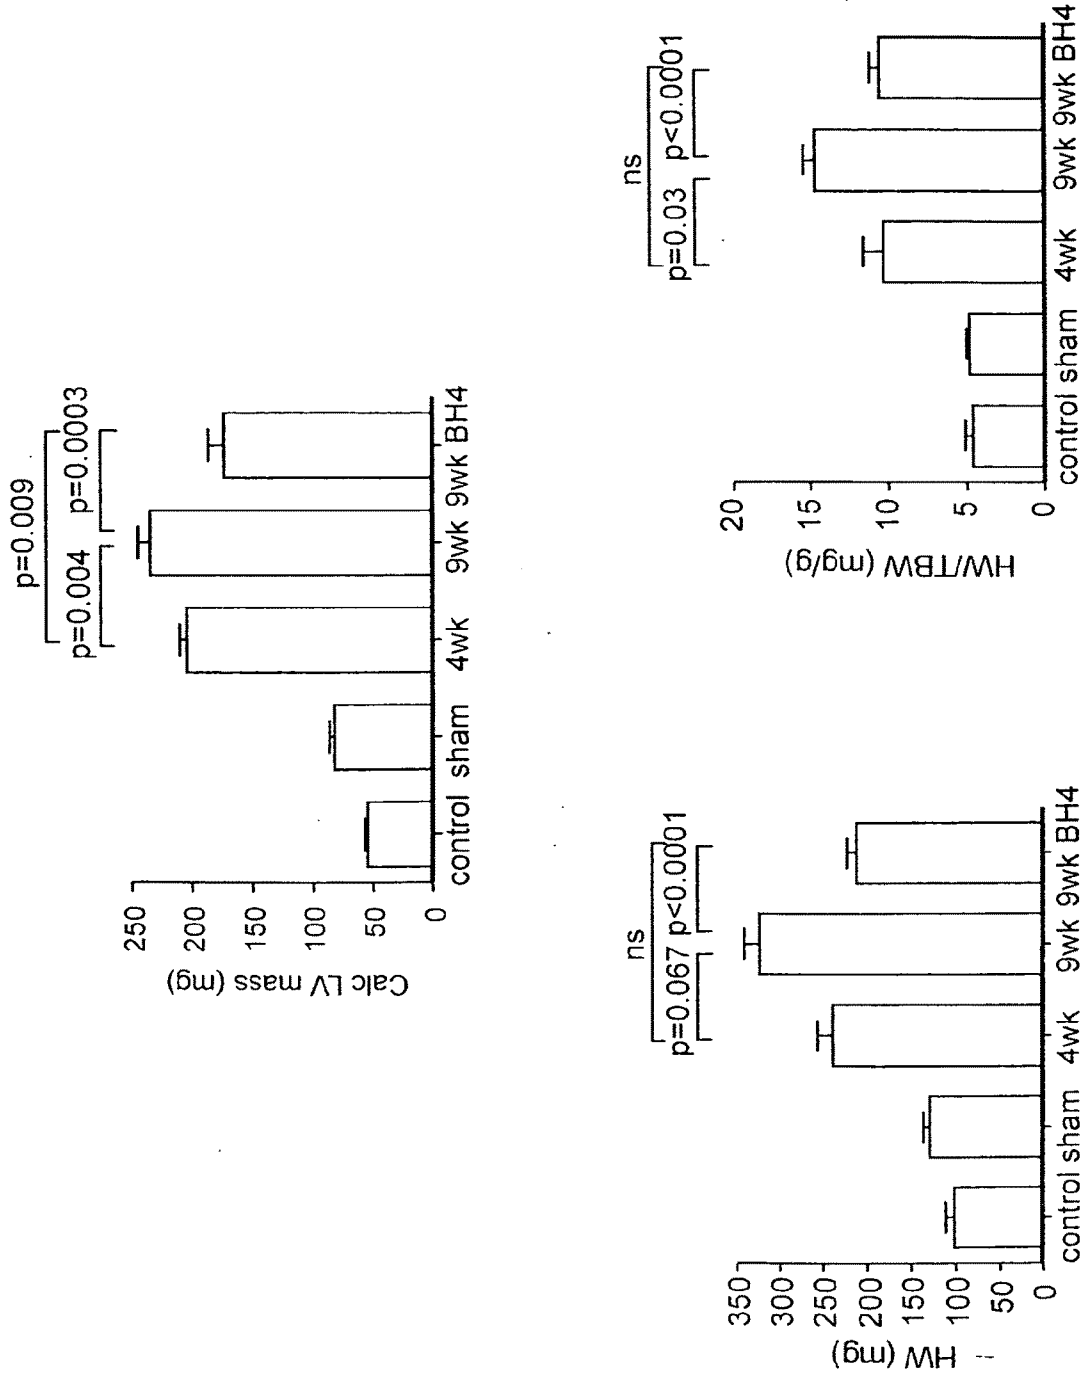 p=0.009
p=0.004 p=0.0003
Calc LV mass (mg)
250
200
150
100
50
0
control sham 4wk 9wk 9wk BH4
ns
p=0.067 p<0.0001
HW (mg)
350
300
250
200
150
100
50
0
control sham 4wk 9wk 9wk BH4
ns
p=0.03 p<0.0001
HW/TBW (mg/g)
20
15
10
5
0
control sham 4wk 9wk 9wk BH4